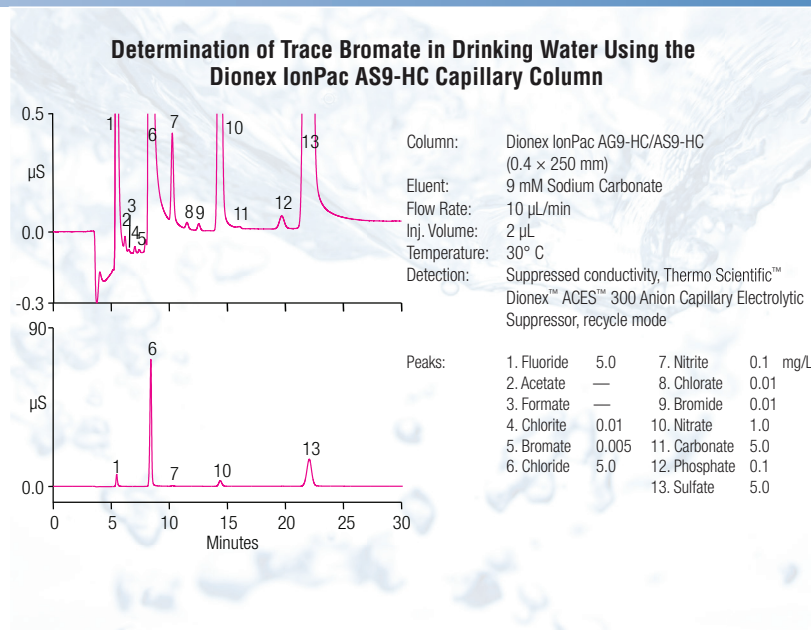 Determination of Trace Bromate in Drinking Water Using the
Dionex IonPac AS9-HC Capillary Column
0.5
µS
0.0
-0.3
1
2
3
4
5
6
7
8
9
10
11
12
13
90
µS
0.0
1
6
7
10
13
0
5
10
15
20
25
30
Minutes
Column: Dionex IonPac AG9-HC/AS9-HC
(0.4 × 250 mm)
Eluent: 9 mM Sodium Carbonate
Flow Rate: 10 µL/min
Inj. Volume: 2 µL
Temperature: 30° C
Detection: Suppressed conductivity, Thermo Scientific™
Dionex™ ACES™ 300 Anion Capillary Electrolytic
Suppressor, recycle mode
Peaks: 1. Fluoride 5.0 7. Nitrite 0.1 mg/L
2. Acetate — 8. Chlorate 0.01
3. Formate — 9. Bromide 0.01
4. Chlorite 0.01 10. Nitrate 1.0
5. Bromate 0.005 11. Carbonate 5.0
6. Chloride 5.0 12. Phosphate 0.1
13. Sulfate 5.0